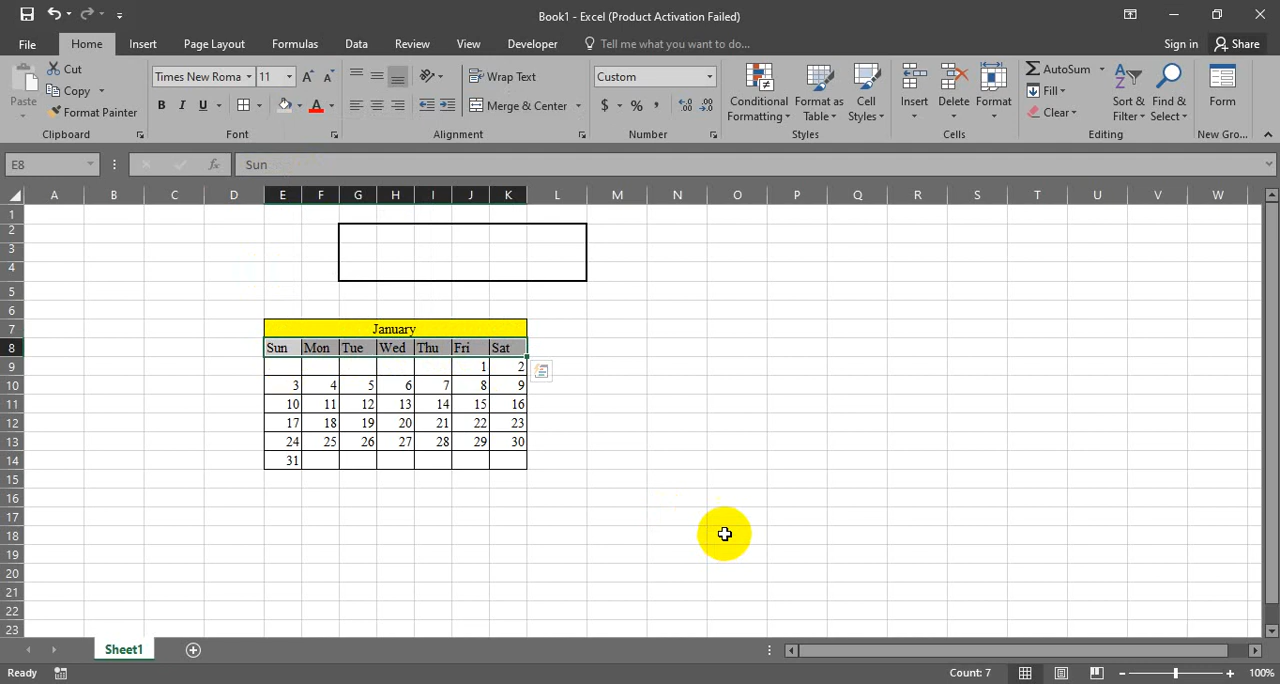 Book1 - Excel (Product Activation Failed)
File Home Insert Page Layout Formulas Data Review View Developer Tell me what you want to do... Sign in Share
Paste Cut Copy Format Painter Clipboard
Times New Roma 11 B I U A Font
Wrap Text Merge & Center Alignment
Custom $ % , Number
Conditional Formatting Format as Table Cell Styles Styles
Insert Delete Format Cells
AutoSum Fill Clear Sort & Filter Find & Select Editing
Form New Gro...
E8 fx Sun
A B C D E F G H I J K L M N O P Q R S T U V W
1
2
3
4
5
6
7 January
8 Sun Mon Tue Wed Thu Fri Sat
9 1 2
10 3 4 5 6 7 8 9
11 10 11 12 13 14 15 16
12 17 18 19 20 21 22 23
13 24 25 26 27 28 29 30
14 31
15
16
17
18
19
20
21
22
23
Sheet1
Ready Count: 7 100%